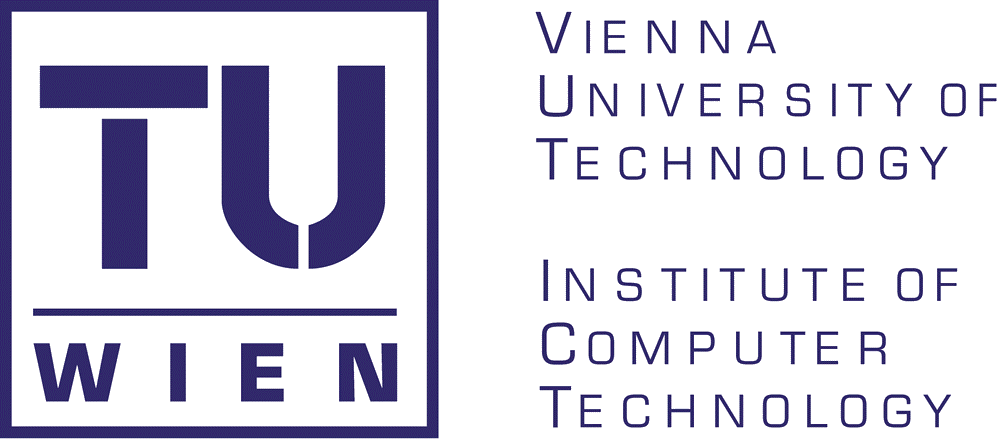 TU
WIEN
VIENNA
UNIVERSITY OF
TECHNOLOGY
INSTITUTE OF
COMPUTER
TECHNOLOGY